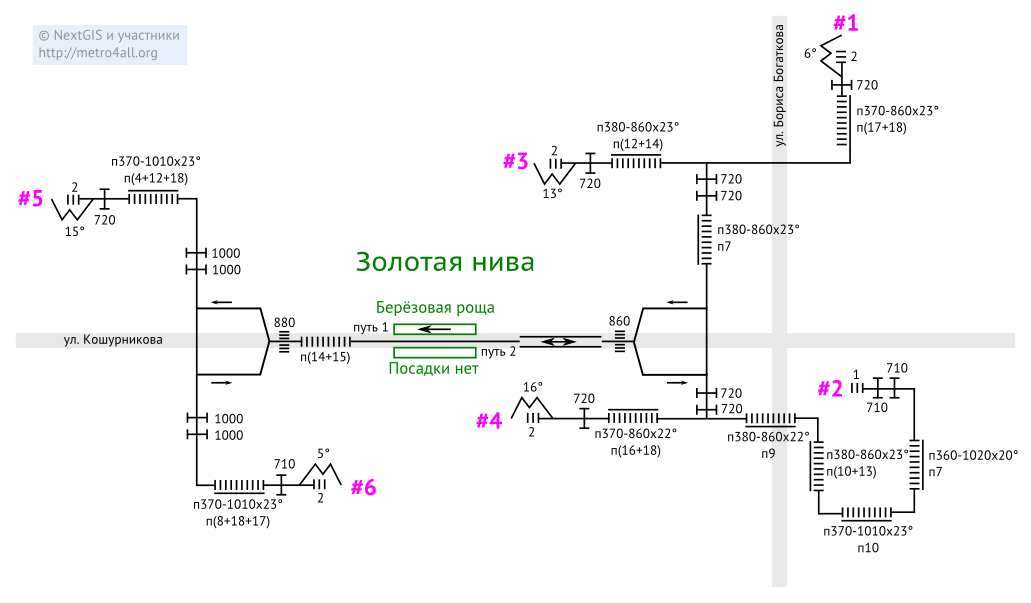 © NextGIS и участники
http://metro4all.org
#1
6°
2
720
п370-860x23°
п(17+18)
ул. Бориса Богаткова
п380-860x23°
п(12+14)
#3
2
720
13°
720
720
п380-860x23°
п7
п370-1010x23°
п(4+12+18)
#5
2
720
15°
1000
1000
Золотая нива
Берёзовая роща
путь 1
880
860
ул. Кошурникова
п(14+15)
путь 2
Посадки нет
#2
1
710
710
16°
720
#4
2
720
720
п370-860x22°
п(16+18)
п380-860x22°
п9
1000
1000
п380-860x23°
п(10+13)
п360-1020x20°
п7
710
5°
#6
2
п370-1010x23°
п(8+18+17)
п370-1010x23°
п10